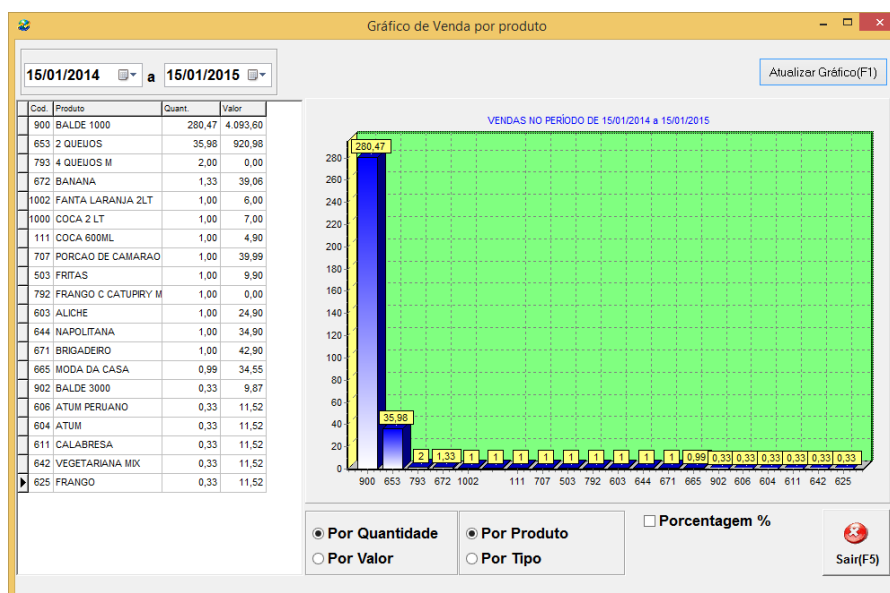 Gráfico de Venda por produto
15/01/2014 a 15/01/2015
Atualizar Gráfico(F1)
Cod. Produto Quant. Valor
900 BALDE 1000 280,47 4.093,60
653 2 QUEIJOS 35,98 920,98
793 4 QUEIJOS M 2,00 0,00
672 BANANA 1,33 39,06
1002 FANTA LARANJA 2LT 1,00 6,00
1000 COCA 2 LT 1,00 7,00
111 COCA 600ML 1,00 4,90
707 PORCAO DE CAMARAO 1,00 39,99
503 FRITAS 1,00 9,90
792 FRANGO C CATUPIRY M 1,00 0,00
603 ALICHE 1,00 24,90
644 NAPOLITANA 1,00 34,90
671 BRIGADEIRO 1,00 42,90
665 MODA DA CASA 0,99 34,55
902 BALDE 3000 0,33 9,87
606 ATUM PERUANO 0,33 11,52
604 ATUM 0,33 11,52
611 CALABRESA 0,33 11,52
642 VEGETARIANA MIX 0,33 11,52
625 FRANGO 0,33 11,52
VENDAS NO PERÍODO DE 15/01/2014 a 15/01/2015
280,47
280
260
240
220
200
180
160
140
120
100
80
60
40
35,98
20
2 1,33 1 1 1 1 1 1 1 1 1 0,99 0,33 0,33 0,33 0,33 0,33 0,33
0
900 653 793 672 1002 111 707 503 792 603 644 671 665 902 606 604 611 642 625
Por Quantidade
Por Valor
Por Produto
Por Tipo
Porcentagem %
Sair(F5)